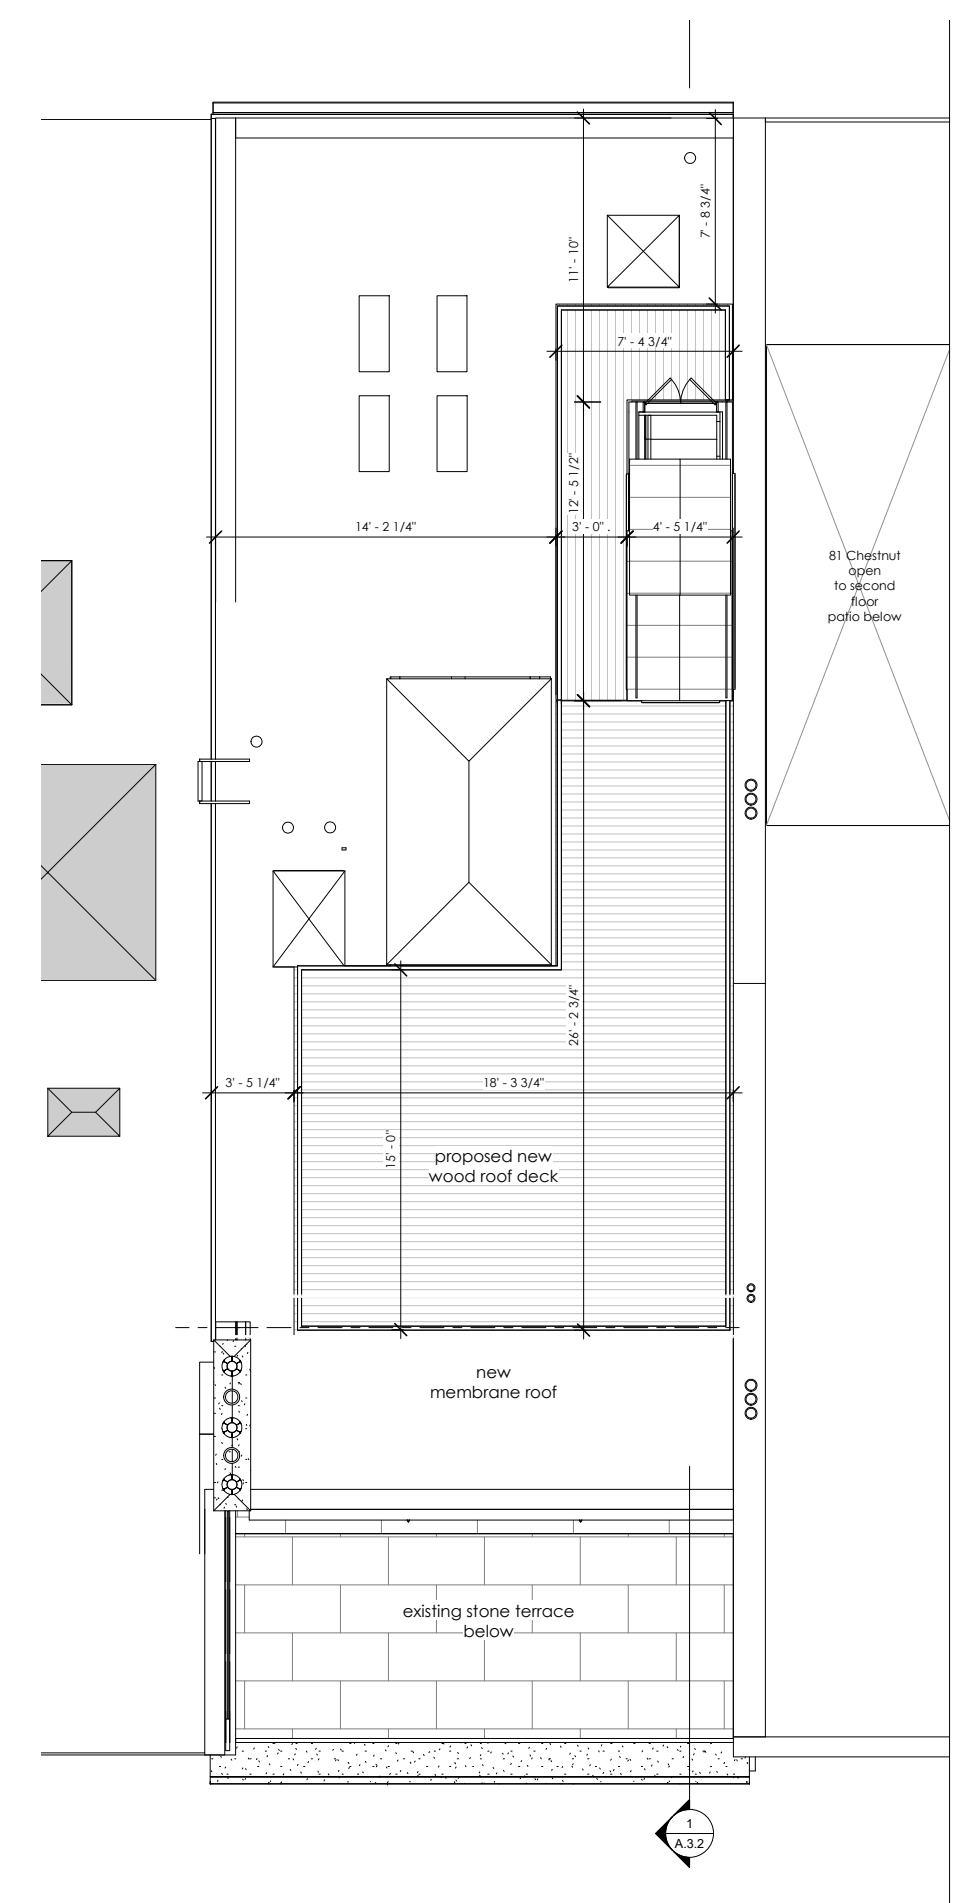 7' - 8 3/4"
11' - 10"
7' - 4 3/4"
12' - 5 1/2"
14' - 2 1/4"
3' - 0"
4' - 5 1/4"
81 Chestnut
open
to second
floor
patio below
26' - 2 3/4"
3' - 5 1/4"
18' - 3 3/4"
15' - 0"
proposed new
wood roof deck
new
membrane roof
existing stone terrace
below
1
A.3.2